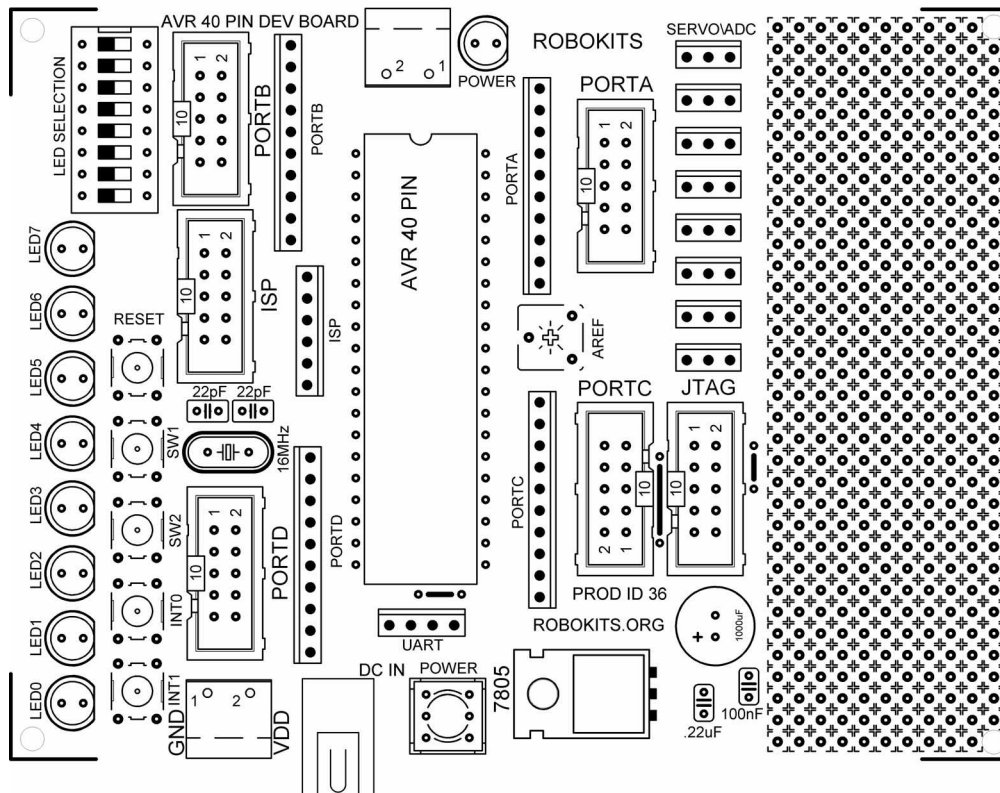 AVR 40 PIN DEV BOARD
ROBOKITS
SERVO\ADC
LED SELECTION
1 2
10
PORTB
PORTB
2 1
POWER
PORTA
1 2
10
PORTA
AVR 40 PIN
LED7
LED6
LED5
LED4
LED3
LED2
LED1
LED0
1 2
10
ISP
ISP
RESET
SW1
SW2
INT0
INT1
22pF 22pF
16MHz
AREF
PORTC JTAG
PORTC
10
2 1
1 2
10
1 2
10
PORTD
PORTD
PROD ID 36
ROBOKITS.ORG
UART
1000uF
+
DC IN POWER
7805
.22uF
100nF
1 2
GND
VDD